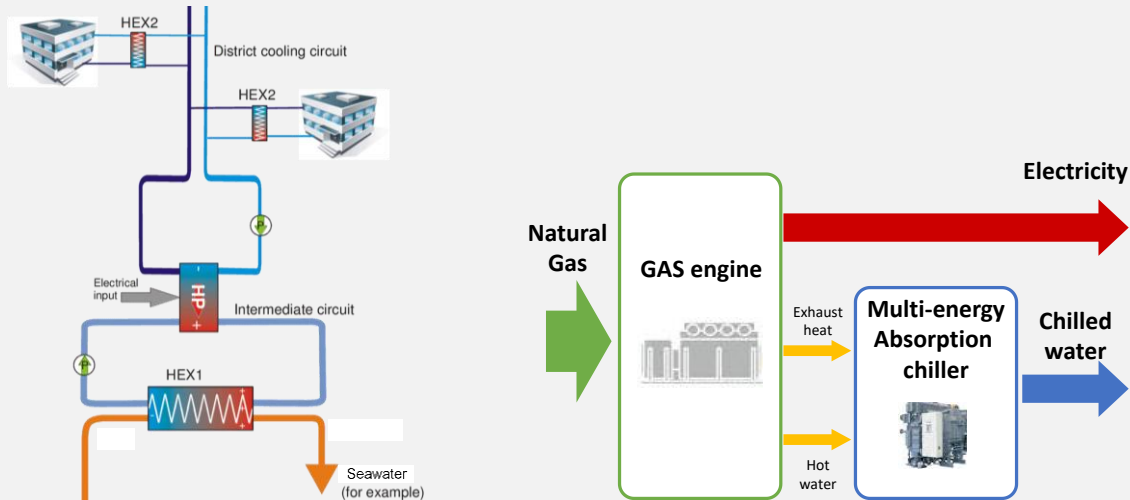 HEX2
District cooling circuit
HEX2
Electrical
input
HP
-
+
Intermediate circuit
HEX1
Seawater
(for example)
Electricity
Natural
Gas
GAS engine
Exhaust
heat
Multi-energy
Absorption
chiller
Chilled
water
Hot
water